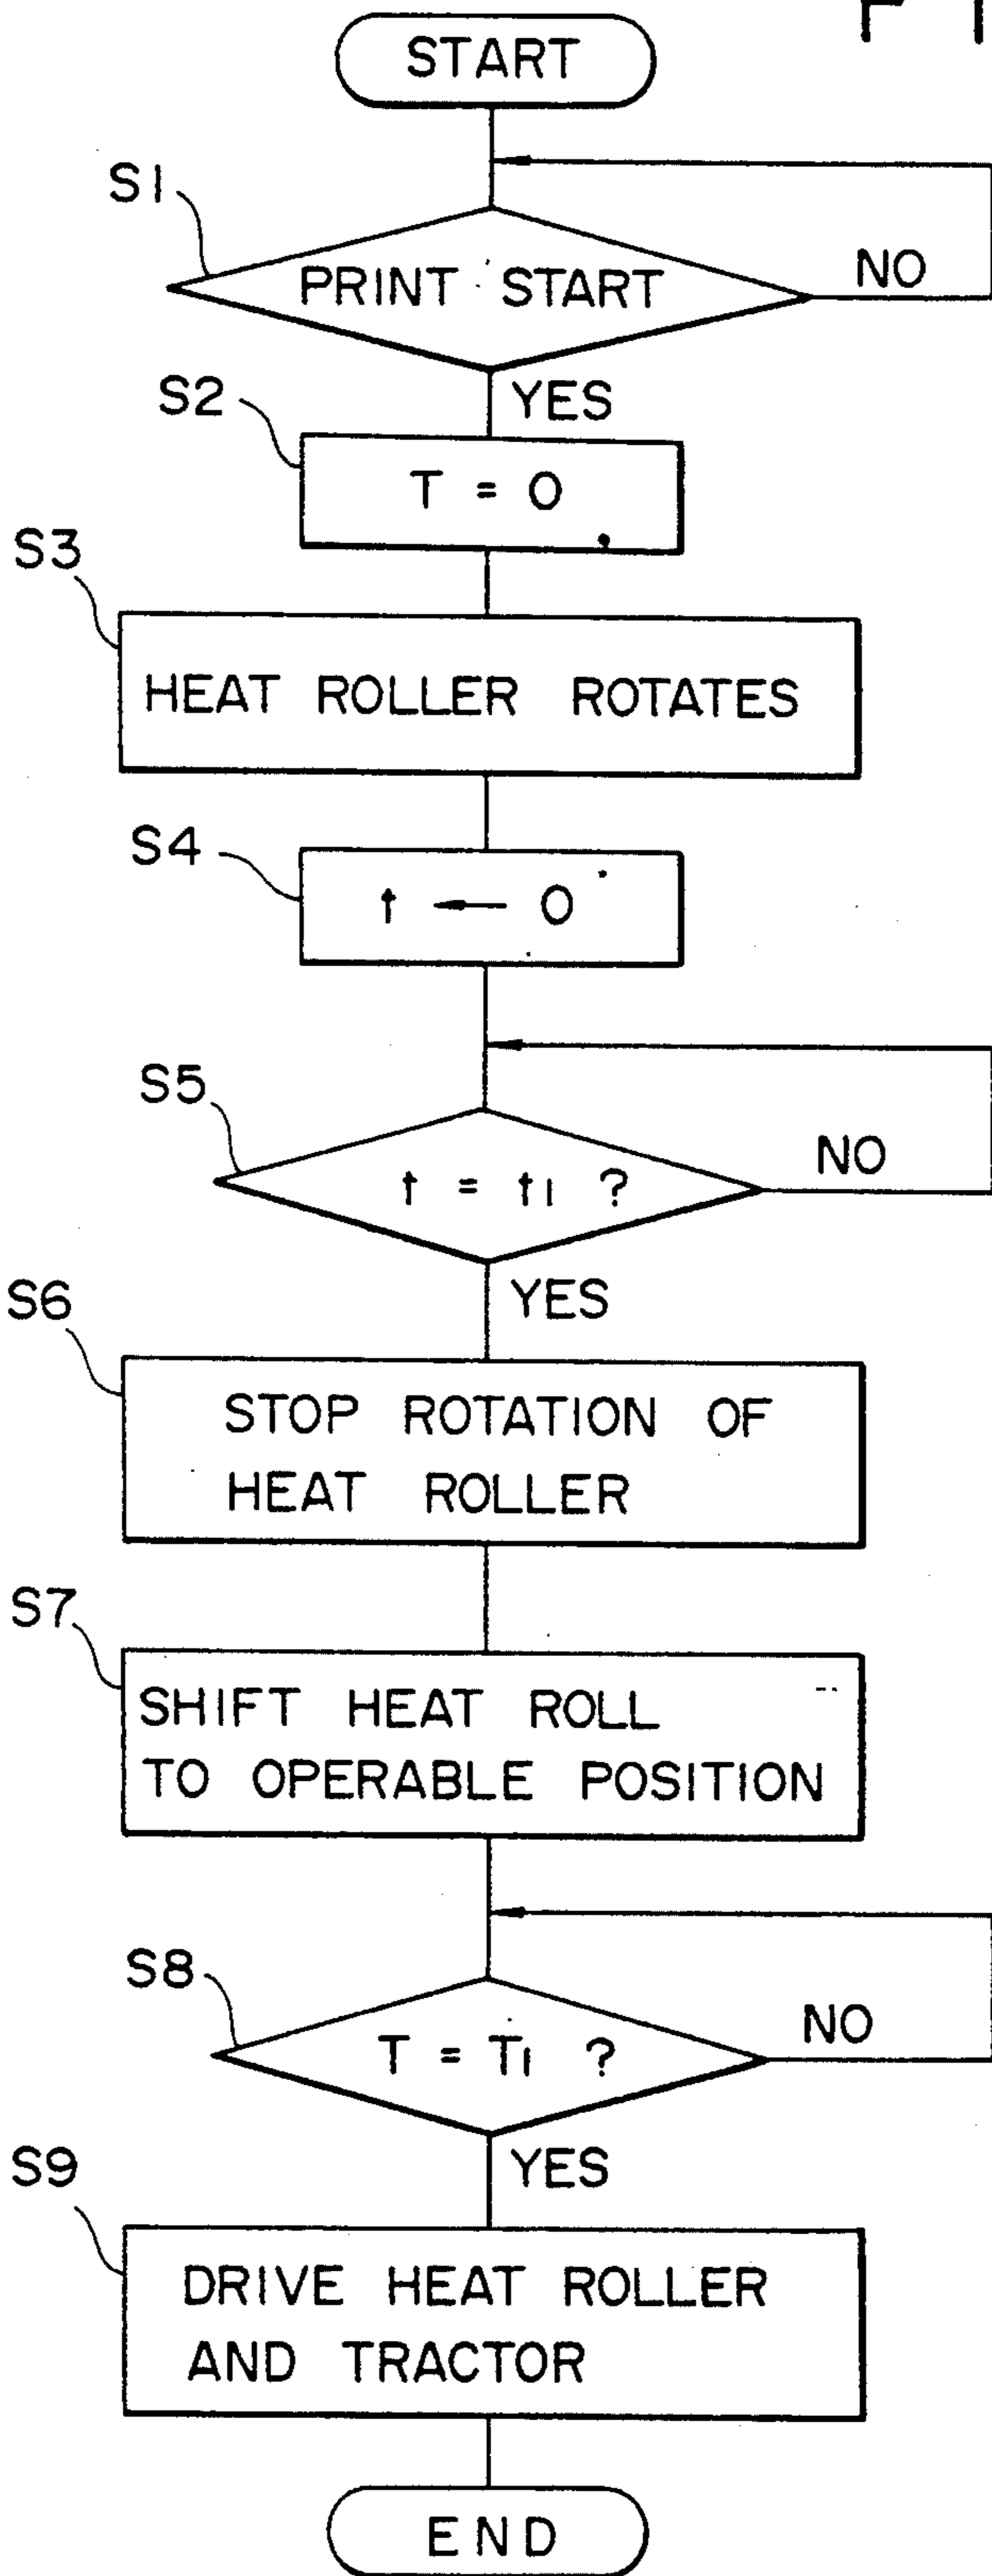 START
S1
PRINT START
NO
YES
S2
T = 0
S3
HEAT ROLLER ROTATES
S4
t ← 0
S5
t = t1 ?
NO
YES
S6
STOP ROTATION OF
HEAT ROLLER
S7
SHIFT HEAT ROLL
TO OPERABLE POSITION
S8
T = T1 ?
NO
YES
S9
DRIVE HEAT ROLLER
AND TRACTOR
END